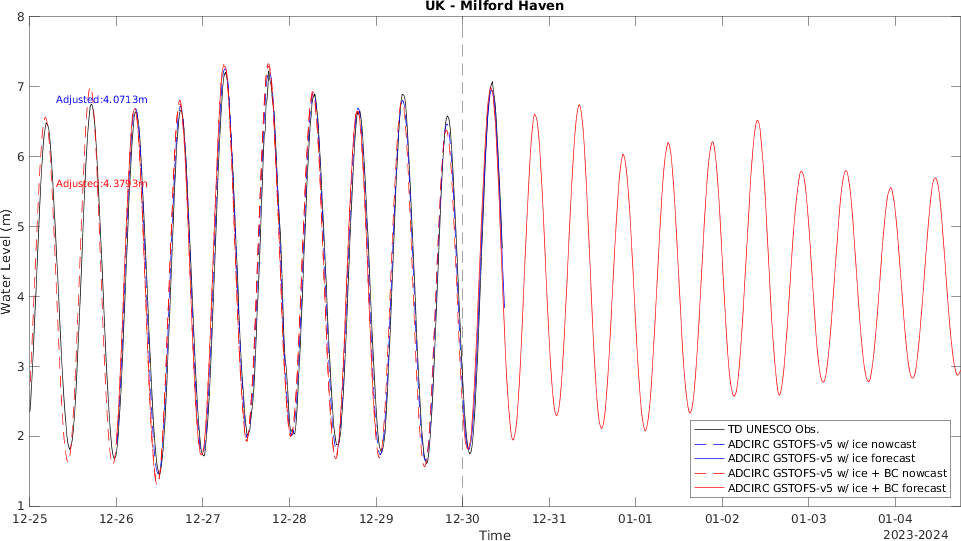 UK - Milford Haven
8
7
6
5
4
3
2
1
Water Level (m)
Adjusted:4.0713m
Adjusted:4.3793m
TD UNESCO Obs.
ADCIRC GSTOFS-v5 w/ ice nowcast
ADCIRC GSTOFS-v5 w/ ice forecast
ADCIRC GSTOFS-v5 w/ ice + BC nowcast
ADCIRC GSTOFS-v5 w/ ice + BC forecast
12-25 12-26 12-27 12-28 12-29 12-30 12-31 01-01 01-02 01-03 01-04
Time
2023-2024